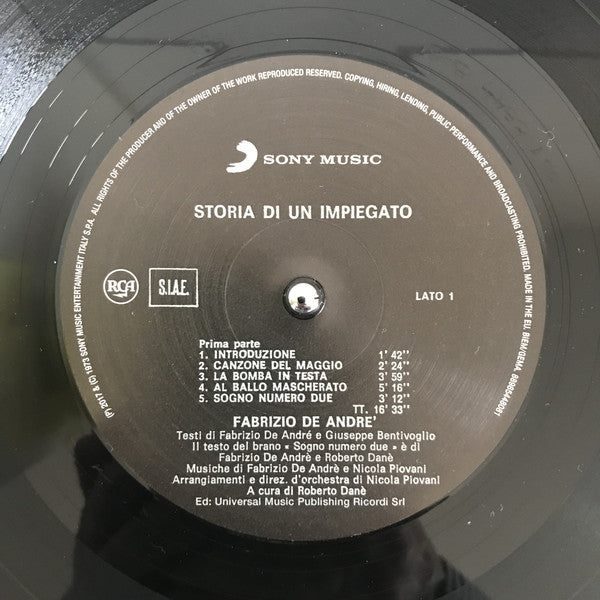 (P) 2017 & (C) 1973 SONY MUSIC ENTERTAINMENT ITALY S.P.A. ALL RIGHTS OF THE PRODUCER AND OF THE OWNER OF THE WORK REPRODUCED RESERVED. COPYING, HIRING, LENDING, PUBLIC PERFORMANCE AND BROADCASTING PROHIBITED. MADE IN THE EU. BIEM/GEMA.
SONY MUSIC
STORIA DI UN IMPIEGATO
RCA
S.I.A.E.
LATO 1
Prima parte
1. INTRODUZIONE 1' 42''
2. CANZONE DEL MAGGIO 2' 24''
3. LA BOMBA IN TESTA 3' 59''
4. AL BALLO MASCHERATO 5' 16''
5. SOGNO NUMERO DUE 3' 12''
TT. 16' 33''
FABRIZIO DE ANDRE'
Testi di Fabrizio De André e Giuseppe Bentivoglio
Il testo del brano « Sogno numero due » è di
Fabrizio De Andrè e Roberto Danè
Musiche di Fabrizio De Andrè e Nicola Piovani
Arrangiamenti e direz. d'orchestra di Nicola Piovani
A cura di Roberto Danè
Ed: Universal Music Publishing Ricordi Srl